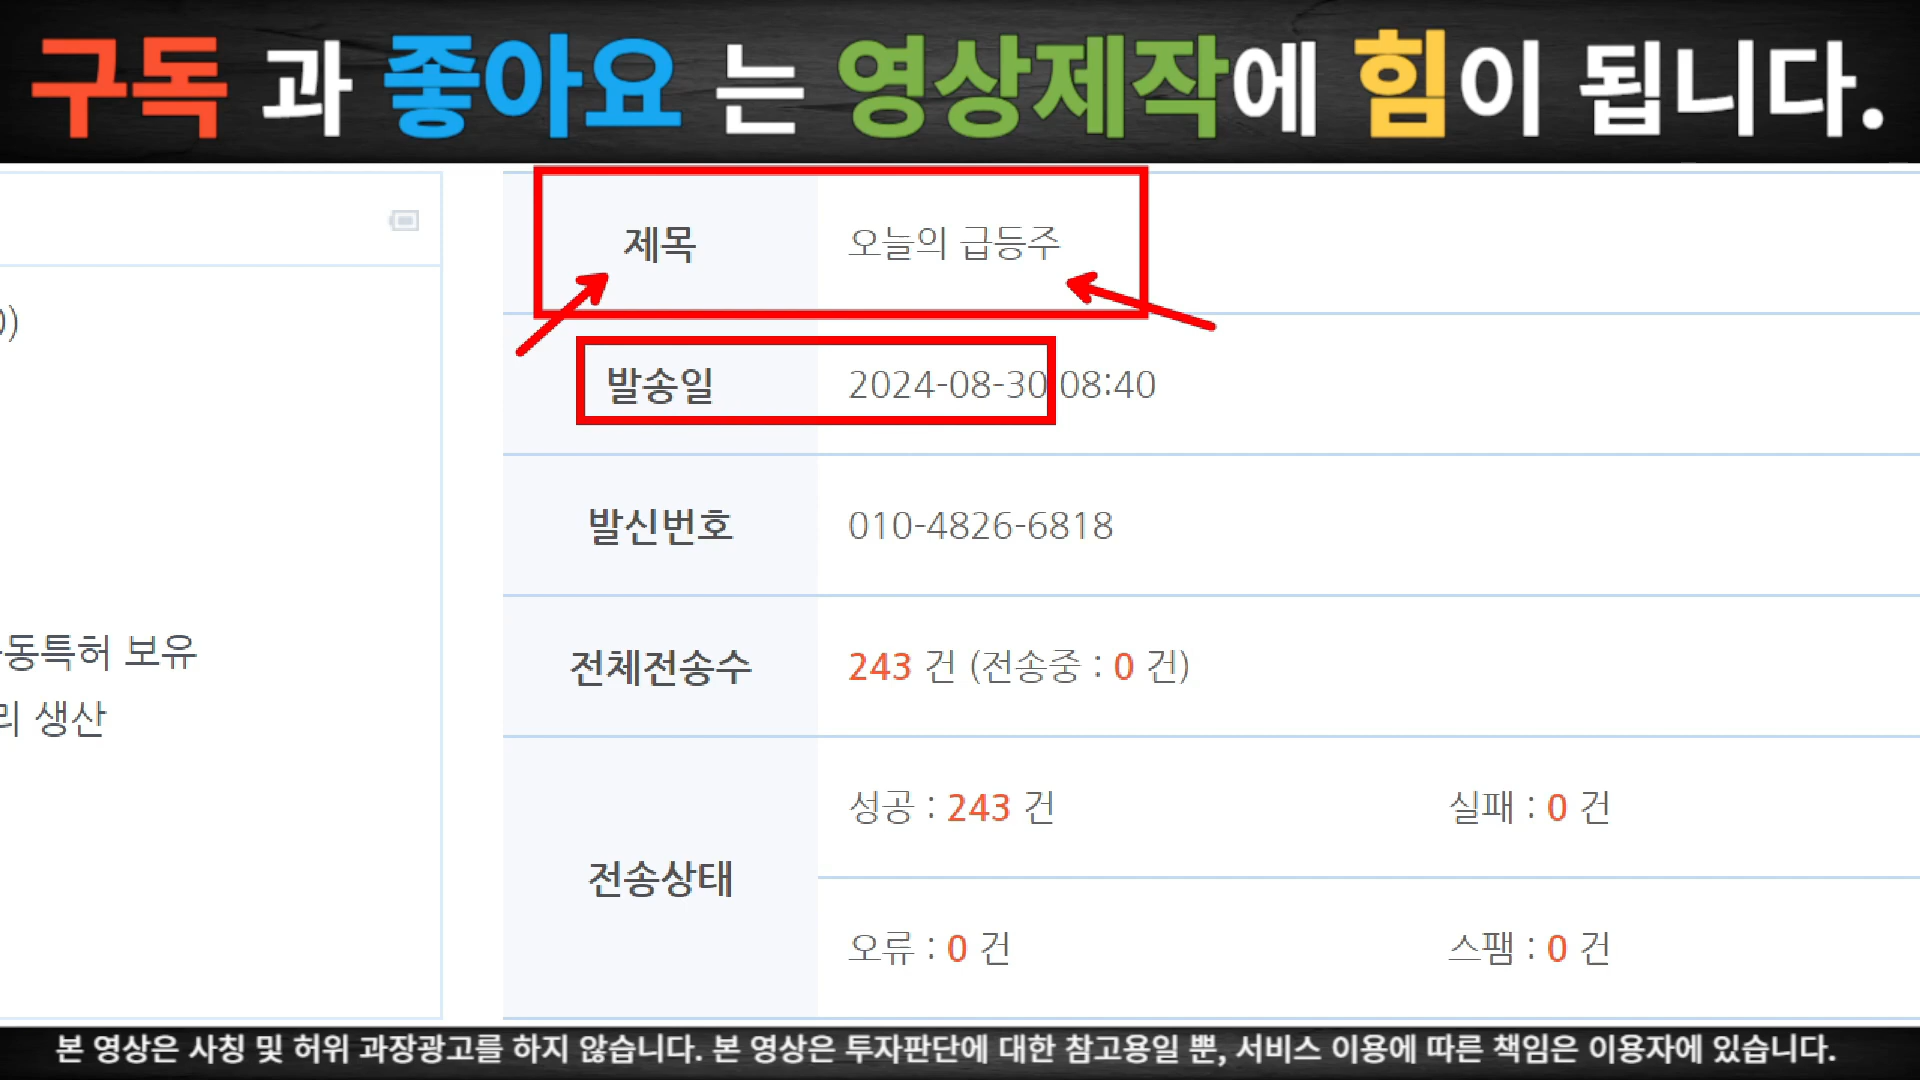 구독 과 좋아요 는 영상제작에 힘이 됩니다.
제목 오늘의 급등주
발송일 2024-08-30 08:40
발신번호 010-4826-6818
전체전송수 243 건 (전송중 : 0 건)
전송상태
성공 : 243 건 실패 : 0 건
오류 : 0 건 스팸 : 0 건
0)
동특허 보유
생산
본 영상은 사칭 및 허위 과장광고를 하지 않습니다. 본 영상은 투자판단에 대한 참고용일 뿐, 서비스 이용에 따른 책임은 이용자에 있습니다.